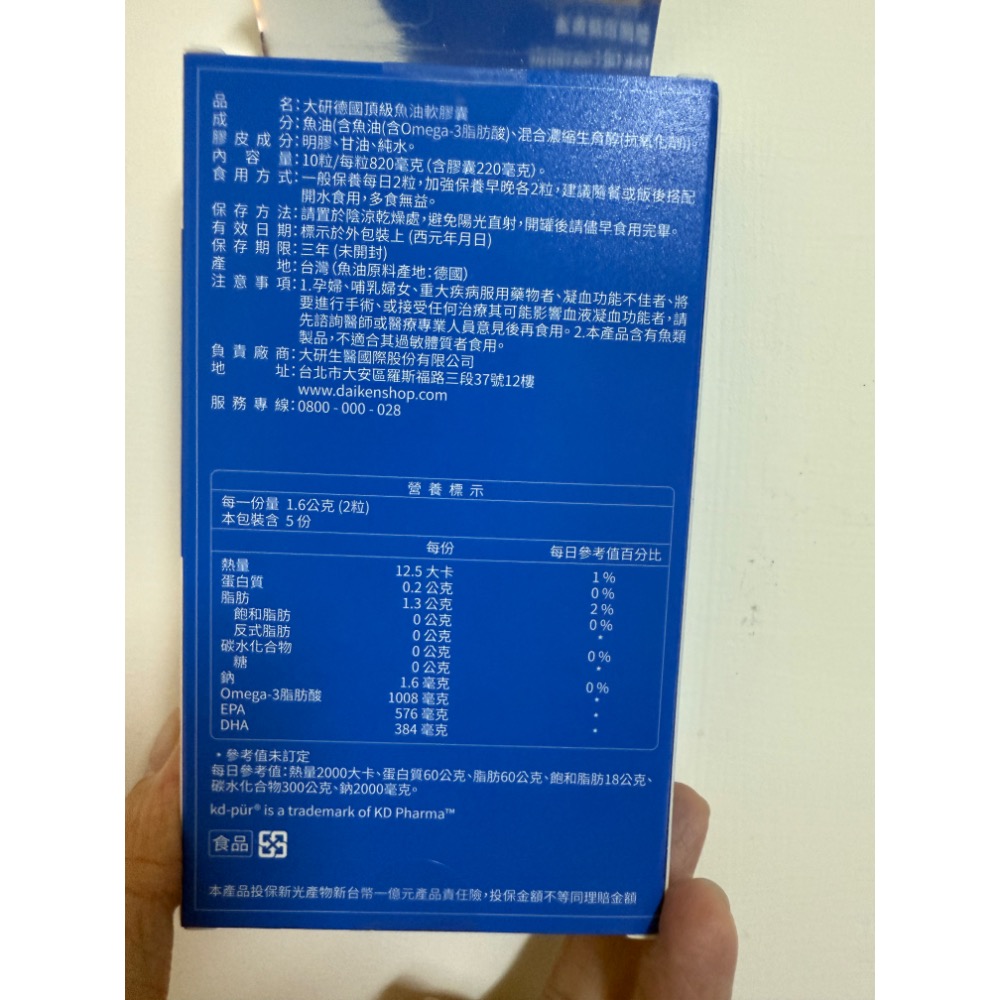 品名:大研德國頂級魚油軟膠囊
成分:魚油(含魚油(含Omega-3脂肪酸)、混合濃縮生育醇(抗氧化劑)。
膠皮成分:明膠、甘油、純水。
內容量:10粒/每粒820毫克(含膠囊220毫克)。
食用方式:一般保養每日2粒,加強保養早晚各2粒,建議隨餐或飯後搭配
開水食用,多食無益。
保存方法:請置於陰涼乾燥處,避免陽光直射,開罐後請儘早食用完畢。
有效日期:標示於外包裝上(西元年月日)
保存期限:三年(未開封)
產地:台灣(魚油原料產地:德國)
注意事項:1.孕婦、哺乳婦女、重大疾病服用藥物者、凝血功能不佳者、將
要進行手術、或接受任何治療其可能影響血液凝血功能者,請
先諮詢醫師或醫療專業人員意見後再食用。2.本產品含有魚類
製品,不適合其過敏體質者食用。
負責廠商:大研生醫國際股份有限公司
地址:台北市大安區羅斯福路三段37號12樓
www.daikenshop.com
服務專線:0800-000-028
營養標示
每一份量 1.6公克(2粒)
本包裝含 5份
每份 每日參考值百分比
熱量 12.5大卡 1%
蛋白質 0.2公克 0%
脂肪 1.3公克 2%
飽和脂肪 0公克 0%
反式脂肪 0公克 •
碳水化合物 0公克 0%
糖 0公克 •
鈉 1.6毫克 0%
Omega-3脂肪酸 1008毫克 •
EPA 576毫克 •
DHA 384毫克 •
•參考值未訂定
每日參考值:熱量2000大卡、蛋白質60公克、脂肪60公克、飽和脂肪18公克、
碳水化合物300公克、鈉2000毫克。
kd-pür® is a trademark of KD Pharma™
食品
本產品投保新光產物新台幣一億元產品責任險,投保金額不等同理賠金額